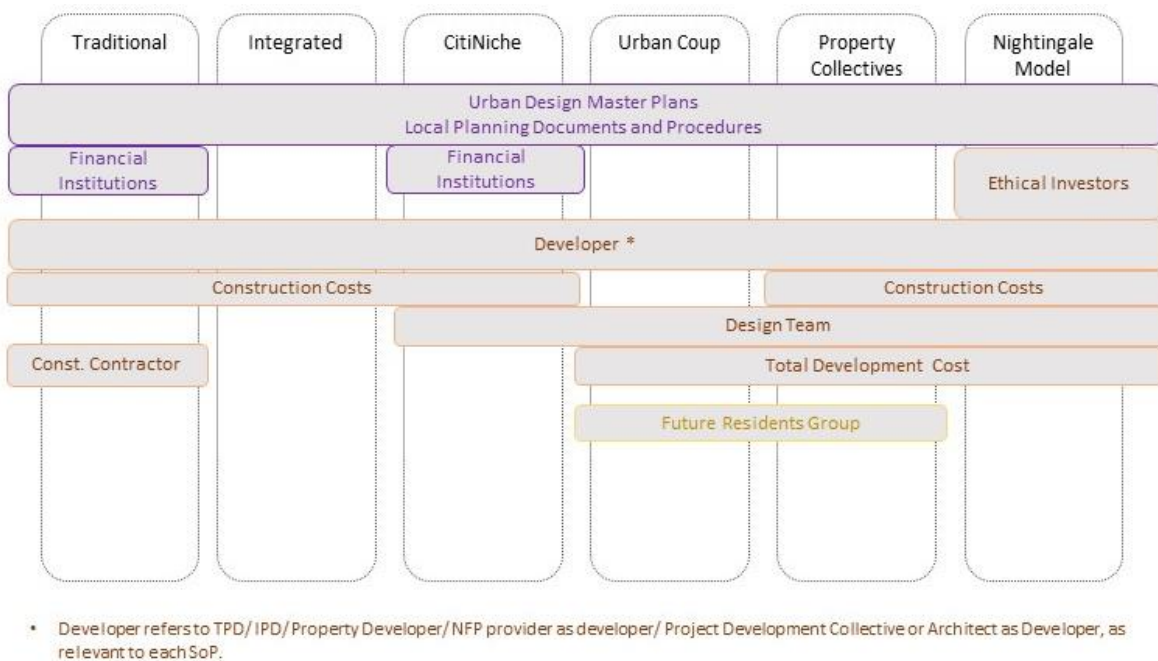 Traditional
Integrated
CitiNiche
Urban Coup
Property
Collectives
Nightingale
Model
Urban Design Master Plans
Local Planning Documents and Procedures
Financial
Institutions
Financial
Institutions
Ethical Investors
Developer *
Construction Costs
Construction Costs
Design Team
Const. Contractor
Total Development Cost
Future Residents Group
• Developer refers to TPD/ IPD/Property Developer/ NFP provider as developer/ Project Development Collective or Architect as Developer, as
relevant to each SoP.